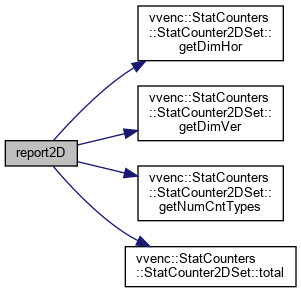 vvenc::StatCounters
::StatCounter2DSet::
getDimHor
vvenc::StatCounters
::StatCounter2DSet::
getDimVer
report2D
vvenc::StatCounters
::StatCounter2DSet::
getNumCntTypes
vvenc::StatCounters
::StatCounter2DSet::total